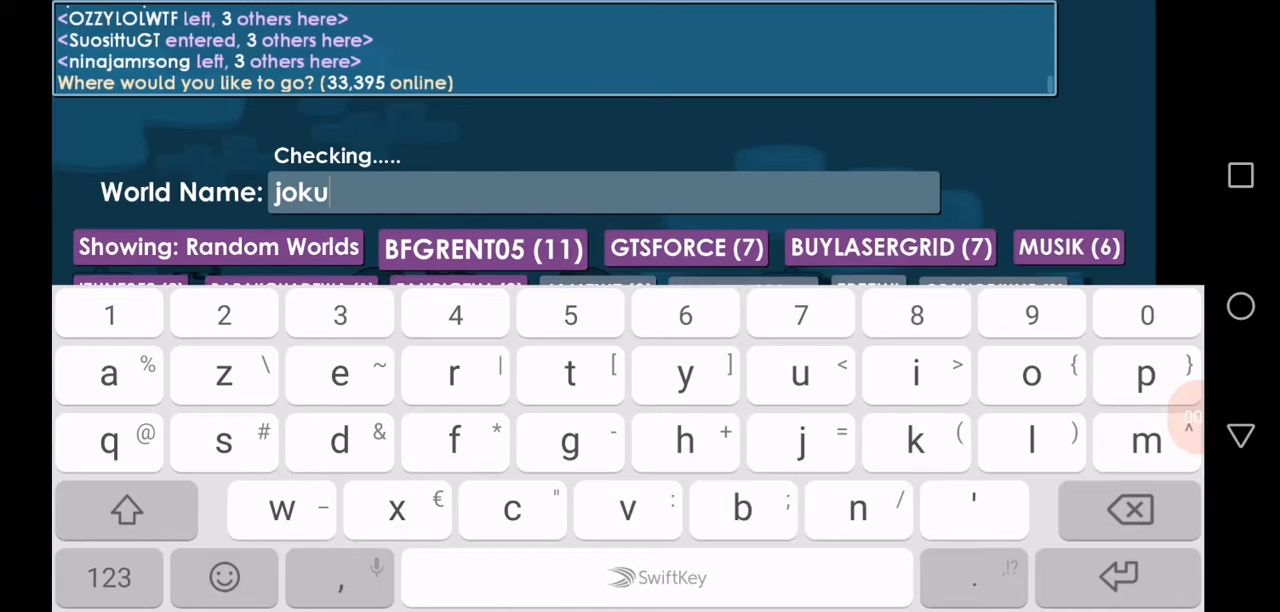 <OZZYLOLWTF left, 3 others here>
<SuosittuGT entered, 3 others here>
<ninajamrsong left, 3 others here>
Where would you like to go? (33,395 online)
Checking.....
World Name: joku
Showing: Random Worlds BFGRENT05 (11) GTSFORCE (7) BUYLASERGRID (7) MUSIK (6)
1 2 3 4 5 6 7 8 9 0
a % z \ e ~ r | t [ y ] u < i > o { p }
q @ s # d & f * g - h + j = k ( l ) m ^
00
w _ x € c " v : b ; n / '
123 , SwiftKey . ,!?